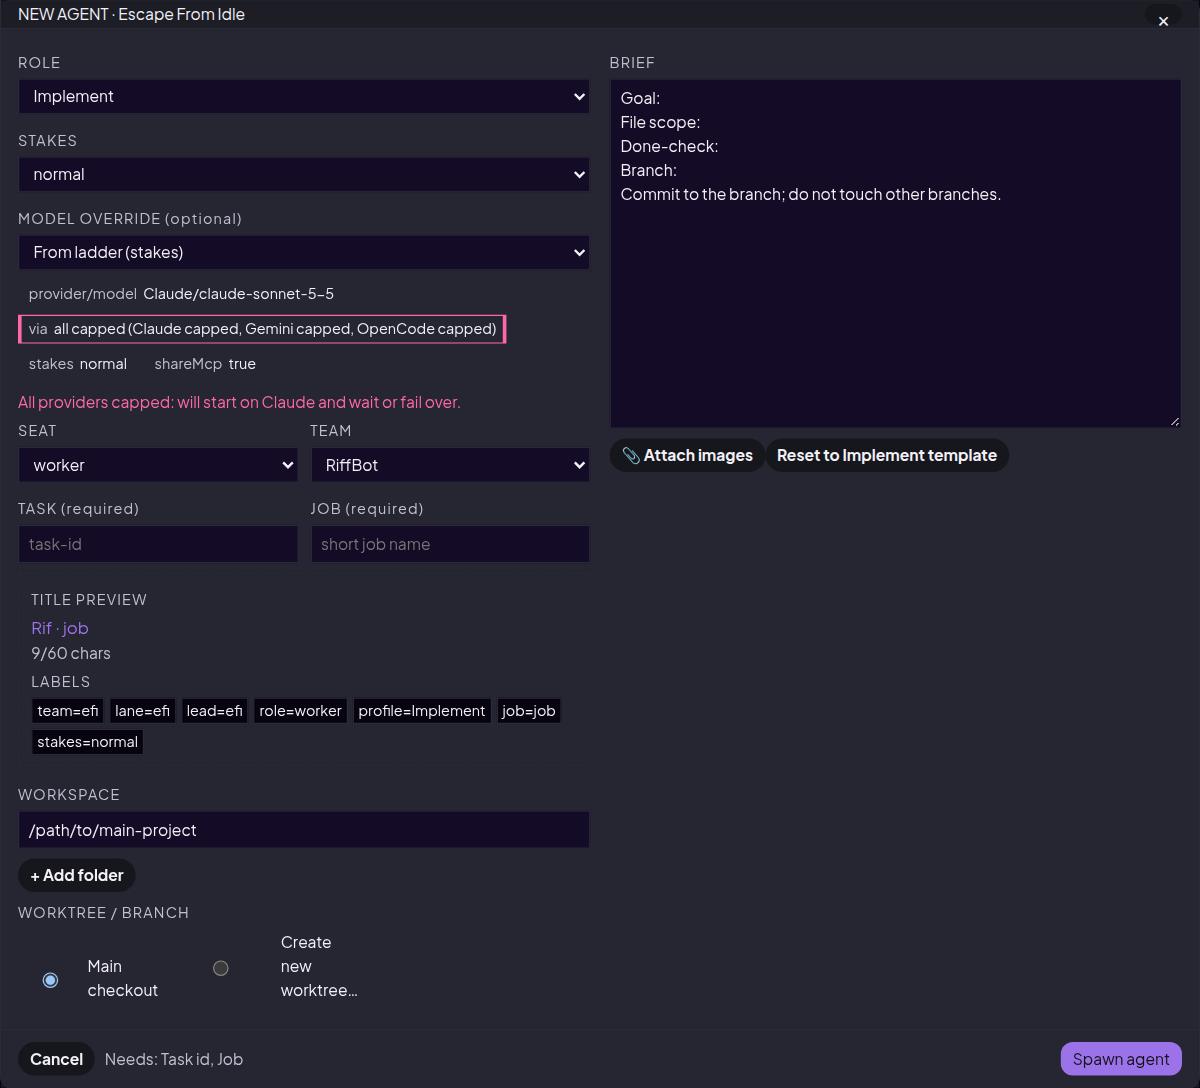 NEW AGENT · Escape From Idle
×
ROLE
Implement
STAKES
normal
MODEL OVERRIDE (optional)
From ladder (stakes)
provider/model Claude/claude-sonnet-5-5
via all capped (Claude capped, Gemini capped, OpenCode capped)
stakes normal shareMcp true
All providers capped: will start on Claude and wait or fail over.
SEAT TEAM
worker RiffBot
TASK (required) JOB (required)
task-id short job name
TITLE PREVIEW
Rif · job
9/60 chars
LABELS
team=efi lane=efi lead=efi role=worker profile=Implement job=job
stakes=normal
WORKSPACE
/path/to/main-project
+ Add folder
WORKTREE / BRANCH
Main
checkout
Create
new
worktree...
BRIEF
Goal:
File scope:
Done-check:
Branch:
Commit to the branch; do not touch other branches.
📎 Attach images Reset to Implement template
Cancel Needs: Task id, Job Spawn agent